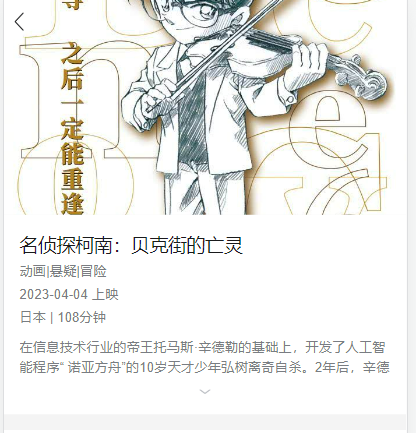 之后一定能重逢
名侦探柯南：贝克街的亡灵
动画|悬疑|冒险
2023-04-04 上映
日本 | 108分钟
在信息技术行业的帝王托马斯·辛德勒的基础上，开发了人工智
能程序“ 诺亚方舟”的10岁天才少年弘树离奇自杀。2年后，辛德